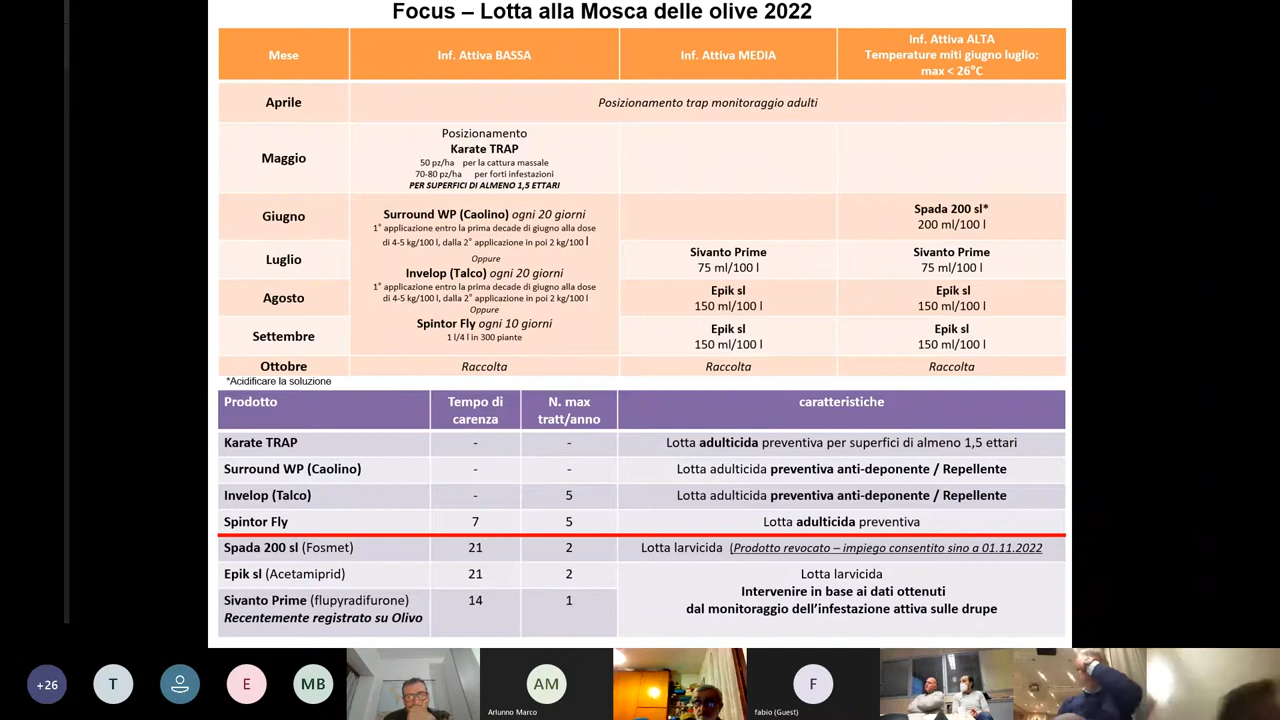 Focus – Lotta alla Mosca delle olive 2022
Mese
Inf. Attiva BASSA
Inf. Attiva MEDIA
Inf. Attiva ALTA
Temperature miti giugno luglio:
max < 26°C
Aprile
Posizionamento trap monitoraggio adulti
Maggio
Posizionamento
Karate TRAP
50 pz/ha per la cattura massale
70-80 pz/ha per forti infestazioni
PER SUPERFICI DI ALMENO 1,5 ETTARI
Giugno
Surround WP (Caolino) ogni 20 giorni
1° applicazione entro la prima decade di giugno alla dose
di 4-5 kg/100 l, dalla 2° applicazione in poi 2 kg/100 l
Oppure
Invelop (Talco) ogni 20 giorni
1° applicazione entro la prima decade di giugno alla dose
di 4-5 kg/100 l, dalla 2° applicazione in poi 2 kg/100 l
Oppure
Spintor Fly ogni 10 giorni
1 l/4 l in 300 piante
Spada 200 sl*
200 ml/100 l
Luglio
Sivanto Prime
75 ml/100 l
Sivanto Prime
75 ml/100 l
Agosto
Epik sl
150 ml/100 l
Epik sl
150 ml/100 l
Settembre
Epik sl
150 ml/100 l
Epik sl
150 ml/100 l
Ottobre
Raccolta
Raccolta
Raccolta
*Acidificare la soluzione
Prodotto
Tempo di
carenza
N. max
tratt/anno
caratteristiche
Karate TRAP
-
-
Lotta adulticida preventiva per superfici di almeno 1,5 ettari
Surround WP (Caolino)
-
-
Lotta adulticida preventiva anti-deponente / Repellente
Invelop (Talco)
-
5
Lotta adulticida preventiva anti-deponente / Repellente
Spintor Fly
7
5
Lotta adulticida preventiva
Spada 200 sl (Fosmet)
21
2
Lotta larvicida (Prodotto revocato – impiego consentito sino a 01.11.2022
Epik sl (Acetamiprid)
21
2
Lotta larvicida
Intervenire in base ai dati ottenuti
dal monitoraggio dell'infestazione attiva sulle drupe
Sivanto Prime (flupyradifurone)
Recentemente registrato su Olivo
14
1
+26
T
E
MB
AM
Arlunno Marco
F
fabio (Guest)